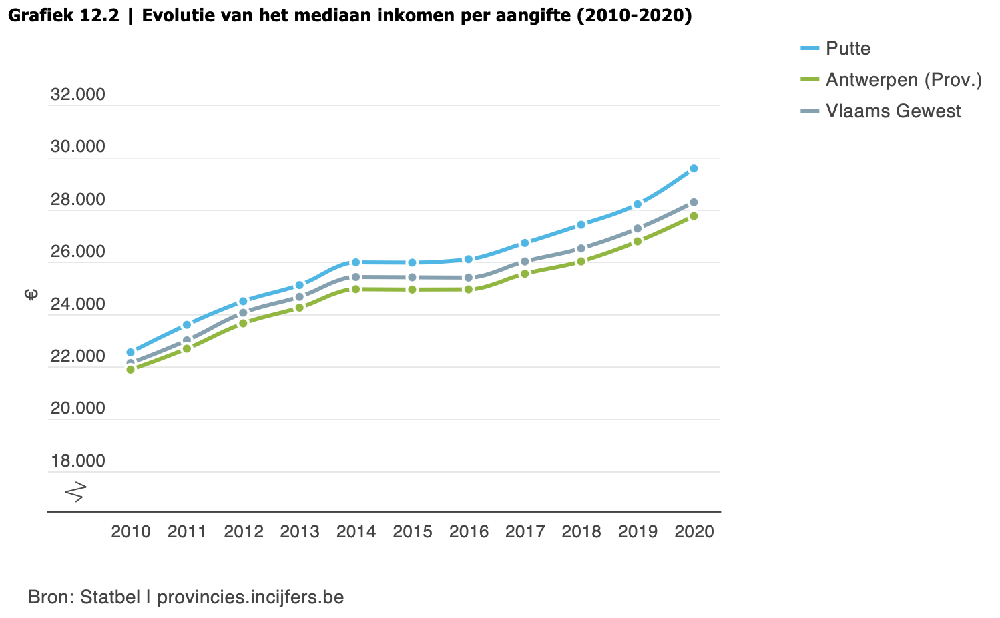 Grafiek 12.2 | Evolutie van het mediaan inkomen per aangifte (2010-2020)
Putte
Antwerpen (Prov.)
Vlaams Gewest
32.000
30.000
28.000
26.000
€
24.000
22.000
20.000
18.000
2010 2011 2012 2013 2014 2015 2016 2017 2018 2019 2020
Bron: Statbel | provincies.incijfers.be